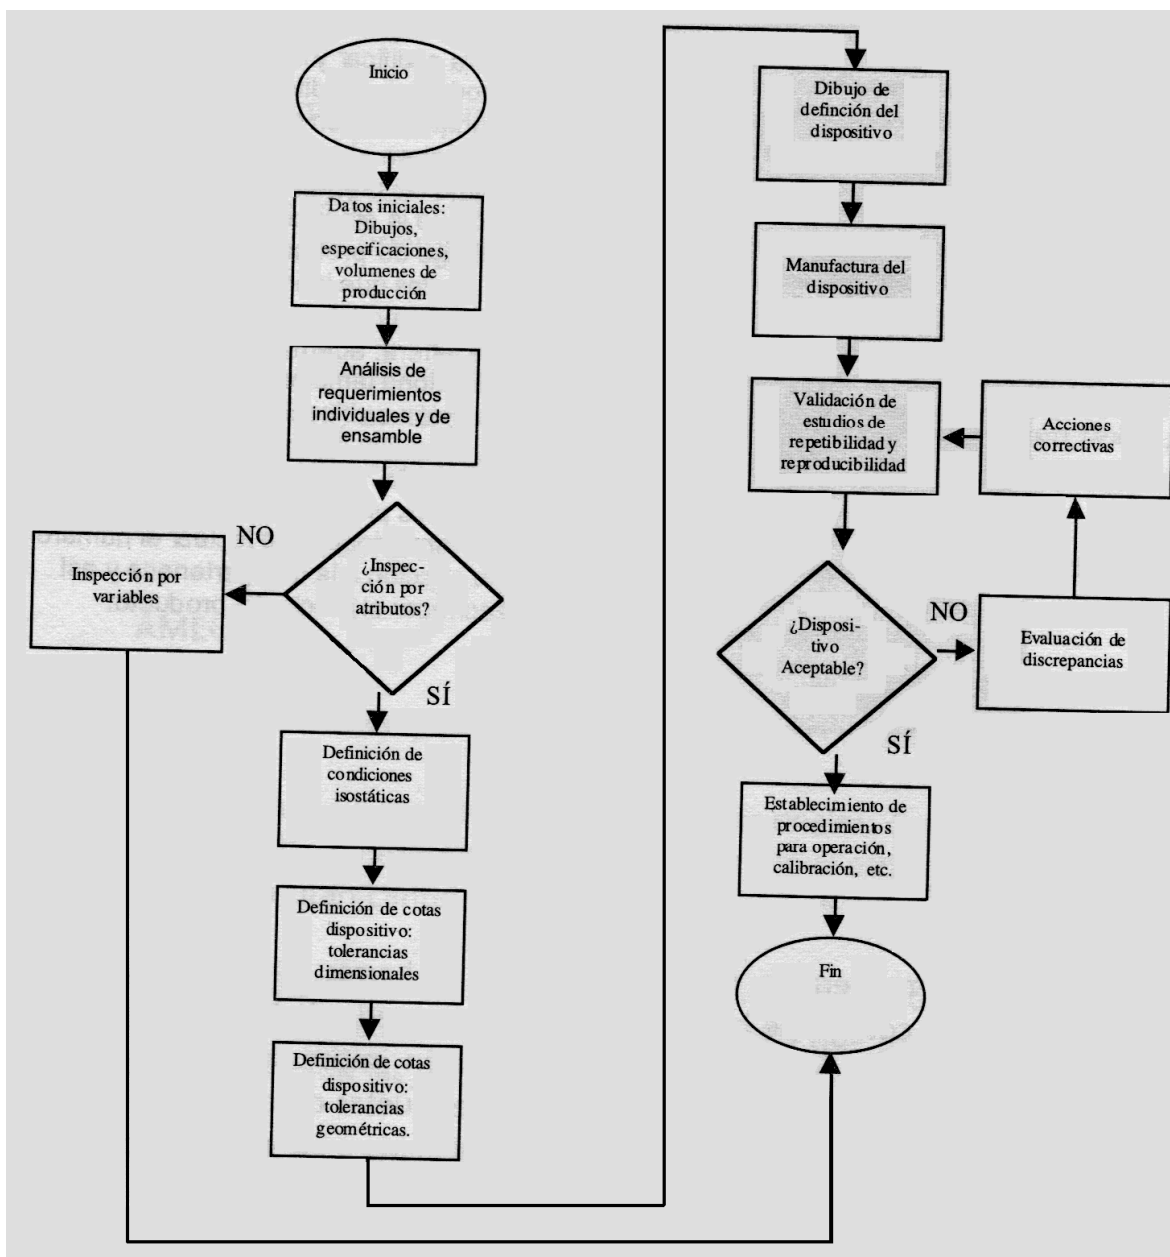 Inicio
Datos iniciales:
Dibujos,
especificaciones,
volumenes de
producción
Análisis de
requerimientos
individuales y de
ensamble
¿Inspec-
ción por
atributos?
NO
Inspección por
variables
SÍ
Definición de
condiciones
isostáticas
Definición de cotas
dispositivo:
tolerancias
dimensionales
Definición de cotas
dispositivo:
tolerancias
geométricas.
Dibujo de
definción del
dispositivo
Manufactura del
dispositivo
Validación de
estudios de
repetibilidad y
reproducibilidad
Acciones
correctivas
¿Disposi-
tivo
Aceptable?
NO
Evaluación de
discrepancias
SÍ
Establecimiento de
procedimientos
para operación,
calibración, etc.
Fin